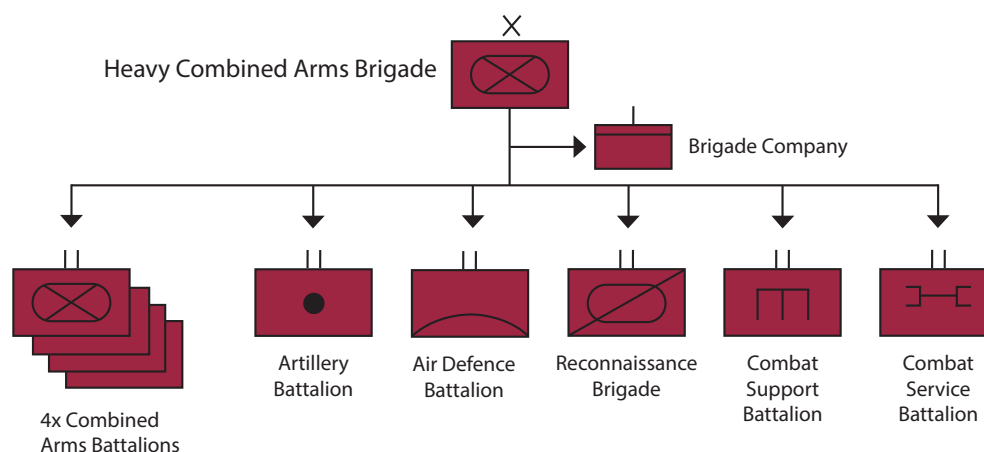 Heavy Combined Arms Brigade
Brigade Company
4x Combined
Arms Battalions
Artillery
Battalion
Air Defence
Battalion
Reconnaissance
Brigade
Combat
Support
Battalion
Combat
Service
Battalion